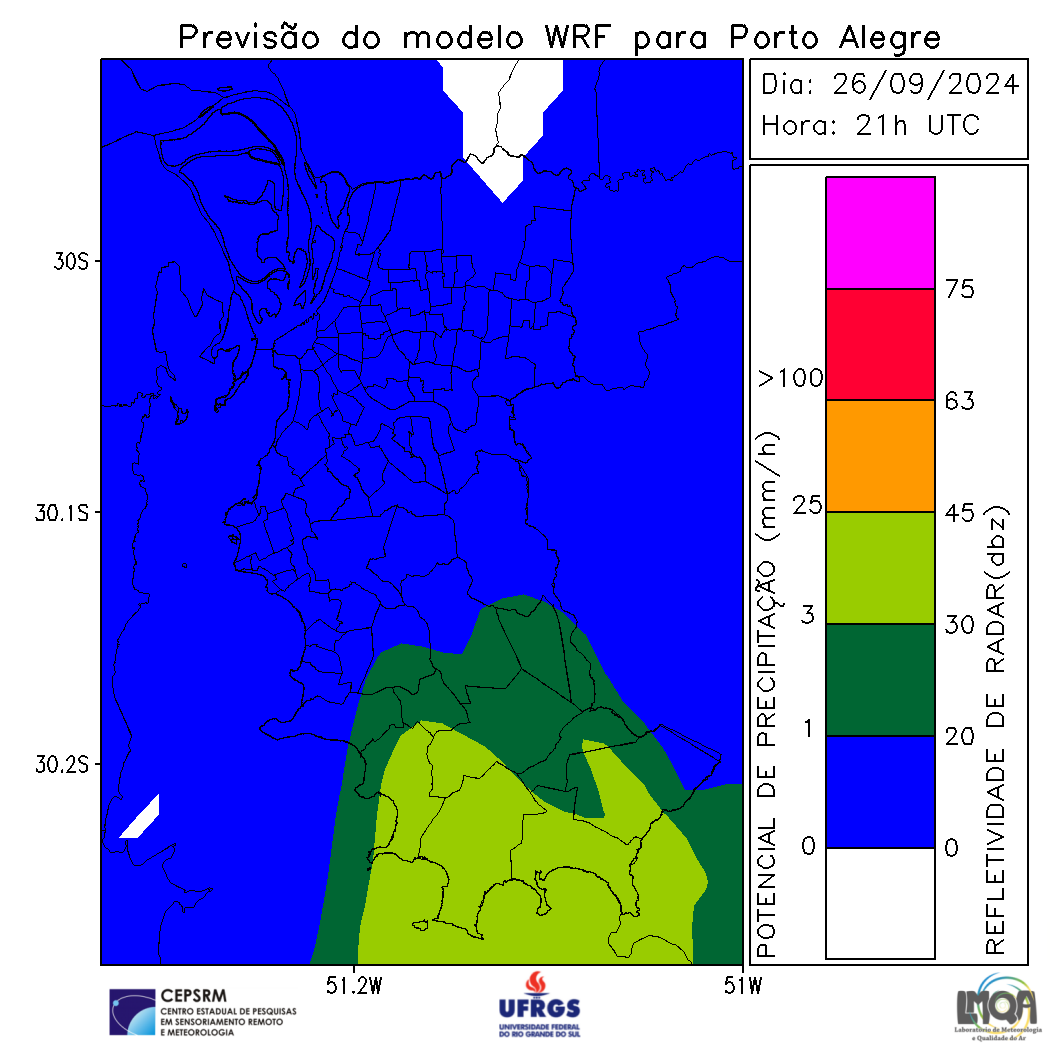 Previsão do modelo WRF para Porto Alegre
Dia: 26/09/2024
Hora: 21h UTC
30S
30.1S
30.2S
51.2W
51W
POTENCIAL DE PRECIPITAÇÃO (mm/h)
>100
25
3
1
0
75
63
45
30
20
0
REFLETIVIDADE DE RADAR(dbz)
CEPSRM
CENTRO ESTADUAL DE PESQUISAS
EM SENSORIAMENTO REMOTO
E METEOROLOGIA
UFRGS
UNIVERSIDADE FEDERAL
DO RIO GRANDE DO SUL
LMQA
Laboratório de Meteorologia
e Qualidade do Ar